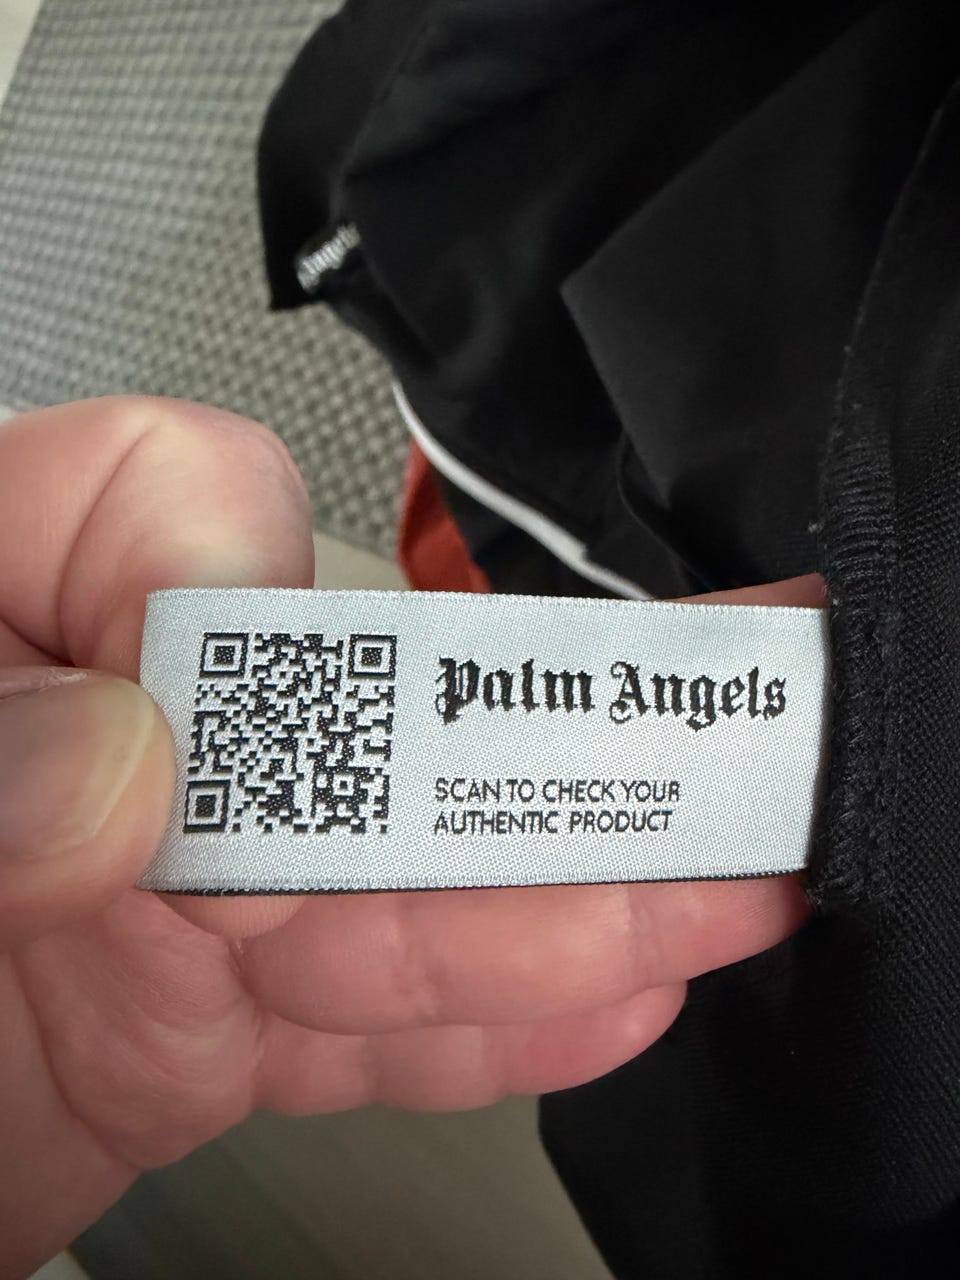 Palm Angels
SCAN TO CHECK YOUR
AUTHENTIC PRODUCT